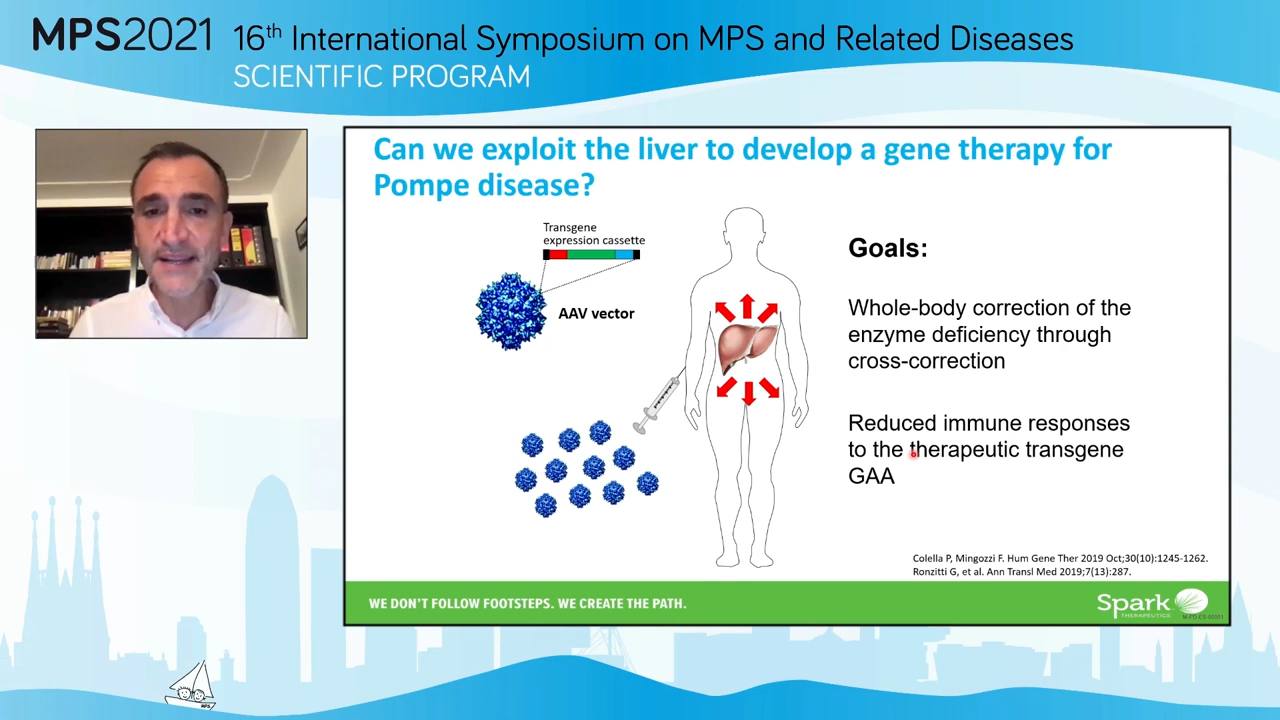 MPS2021 16th International Symposium on MPS and Related Diseases
SCIENTIFIC PROGRAM
Can we exploit the liver to develop a gene therapy for
Pompe disease?
Transgene
expression cassette
AAV vector
Goals:
Whole-body correction of the
enzyme deficiency through
cross-correction
Reduced immune responses
to the therapeutic transgene
GAA
Colella P, Mingozzi F. Hum Gene Ther 2019 Oct;30(10):1245-1262.
Ronzitti G, et al. Ann Transl Med 2019;7(13):287.
WE DON'T FOLLOW FOOTSTEPS. WE CREATE THE PATH.
Spark
THERAPEUTICS
MPS